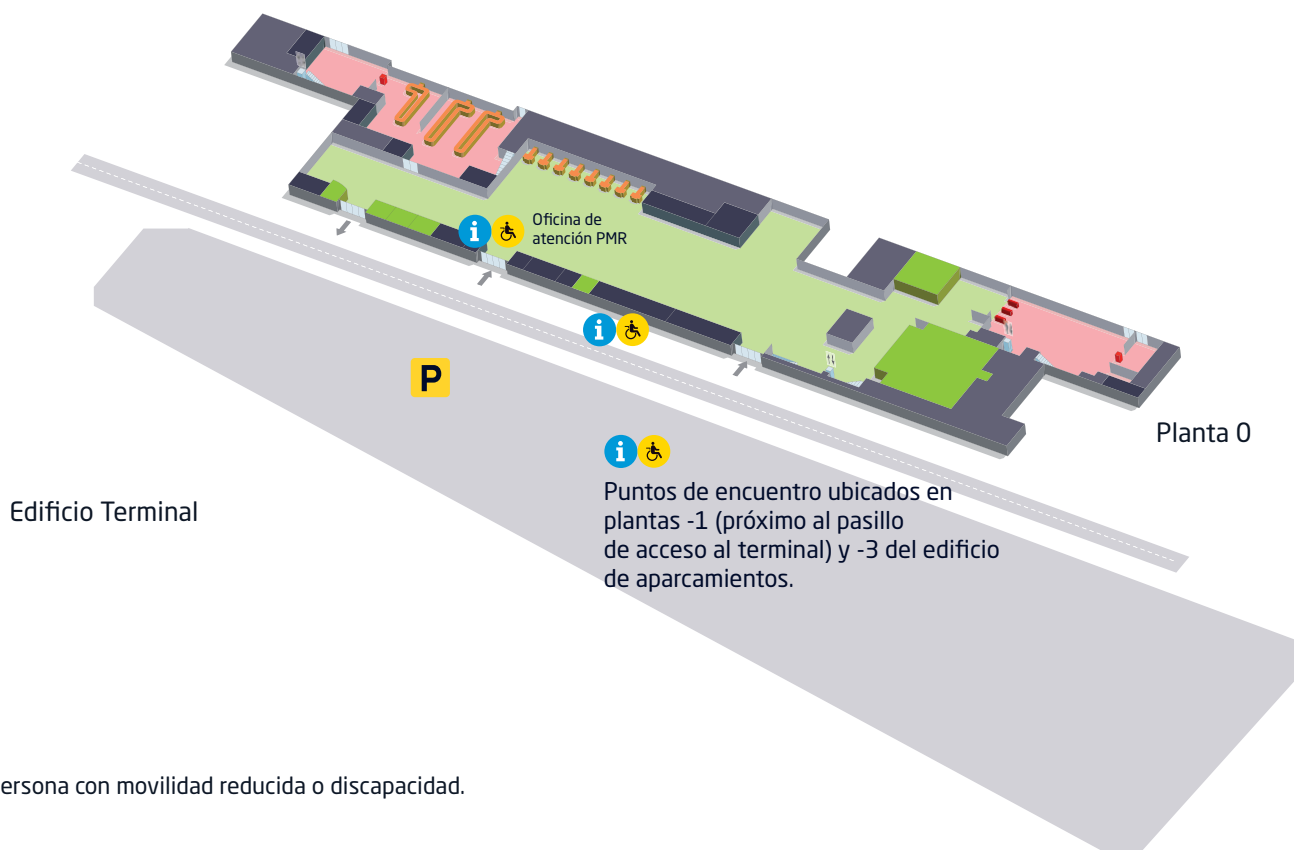 Oficina de
atención PMR
P
Planta 0
Edificio Terminal
Puntos de encuentro ubicados en
plantas -1 (próximo al pasillo
de acceso al terminal) y -3 del edificio
de aparcamientos.
ersona con movilidad reducida o discapacidad.